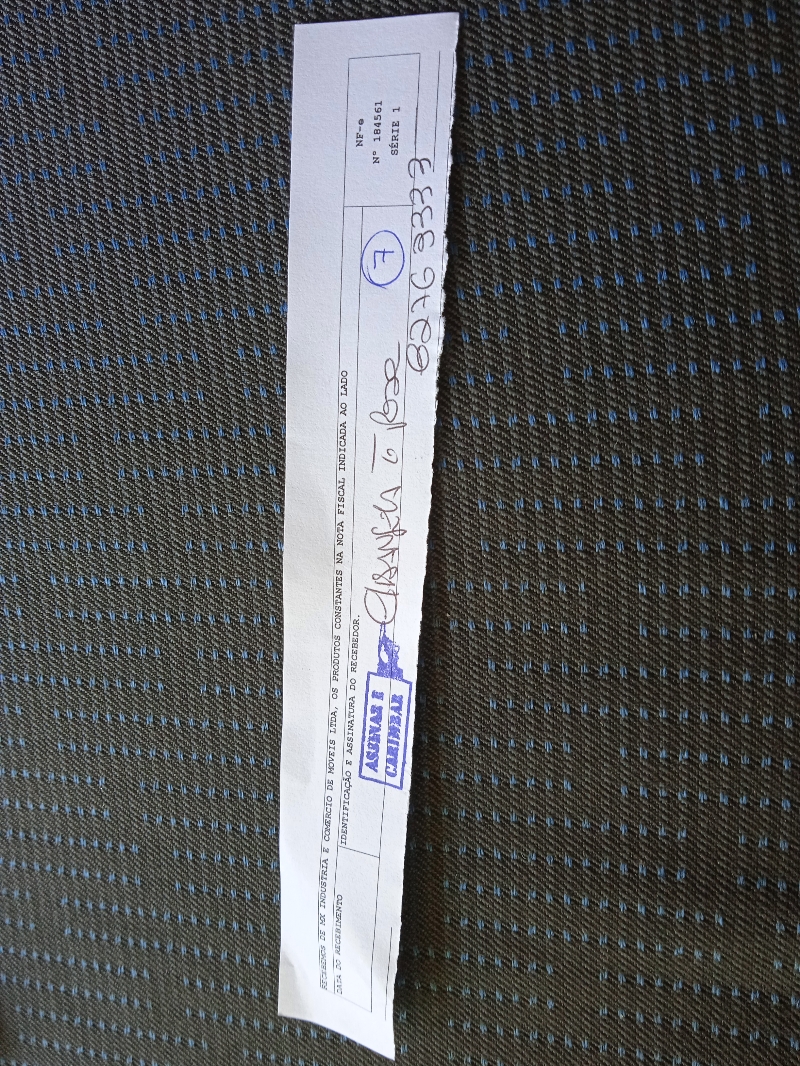 RECEBEMOS DE MX INDUSTRIA E COMERCIO DE MOVEIS LTDA, OS PRODUTOS CONSTANTES NA NOTA FISCAL INDICADA AO LADO
DATA DO RECEBIMENTO
IDENTIFICAÇÃO E ASSINATURA DO RECEBEDOR.
ASSINAR E
CARIMBAR
7
82763333
NF-e
Nº 184561
SÉRIE 1